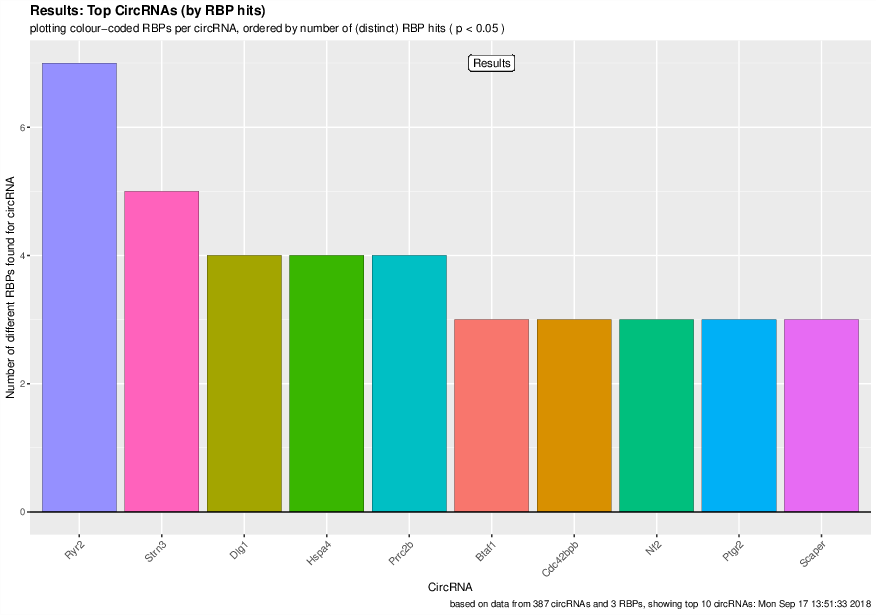 Results: Top CircRNAs (by RBP hits)
plotting colour−coded RBPs per circRNA, ordered by number of (distinct) RBP hits ( p < 0.05 )
Results
Number of different RBPs found for circRNA
6
4
2
0
Ryr2
Strn3
Dlg1
Hspa4
Prrc2b
Btaf1
Cdc42bpb
Nf2
Ptgr2
Scaper
CircRNA
based on data from 387 circRNAs and 3 RBPs, showing top 10 circRNAs: Mon Sep 17 13:51:33 2018